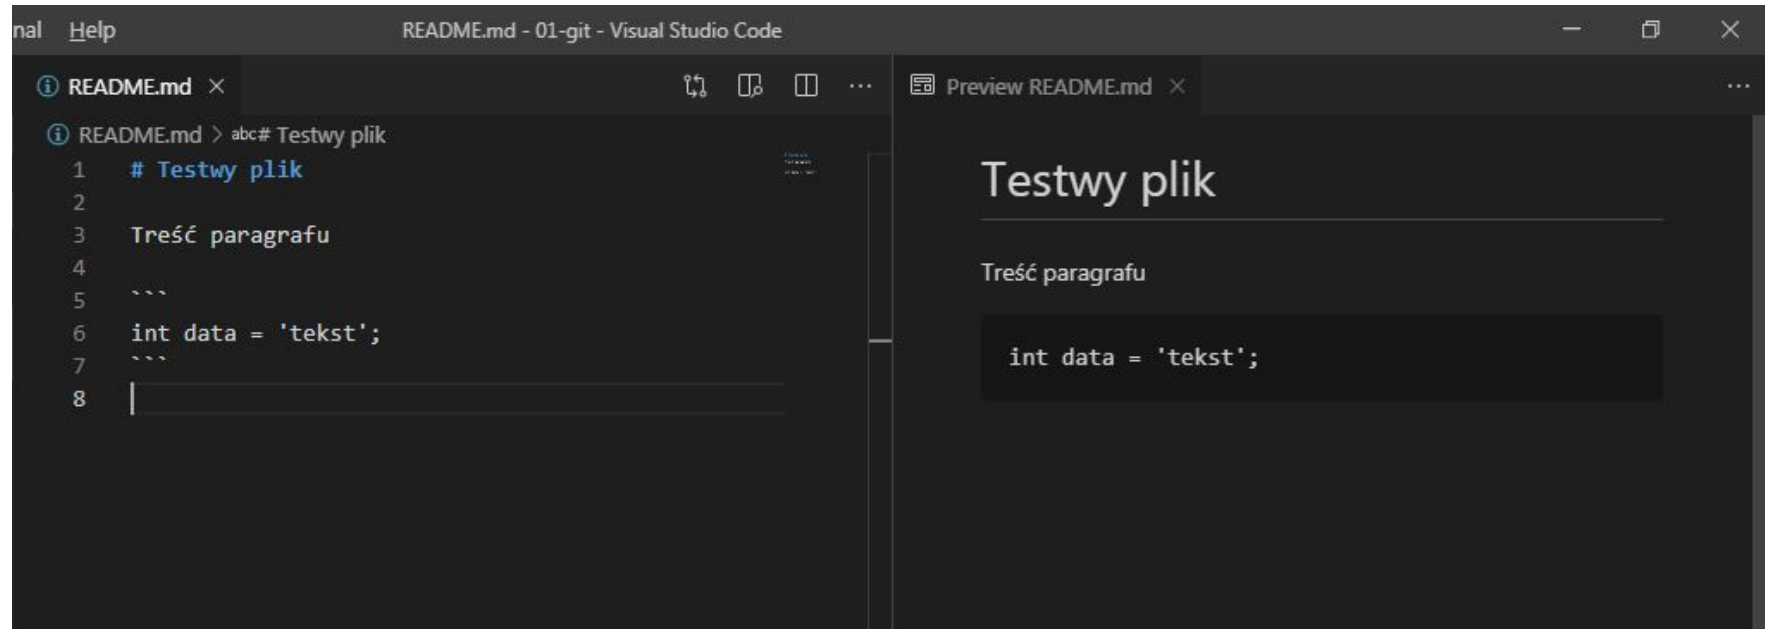 nal Help README.md - 01-git - Visual Studio Code
README.md
README.md > abc# Testwy plik
1 # Testwy plik
2
3 Treść paragrafu
4
5 ```
6 int data = 'tekst';
7 ```
8
Preview README.md
Testwy plik
Treść paragrafu
int data = 'tekst';